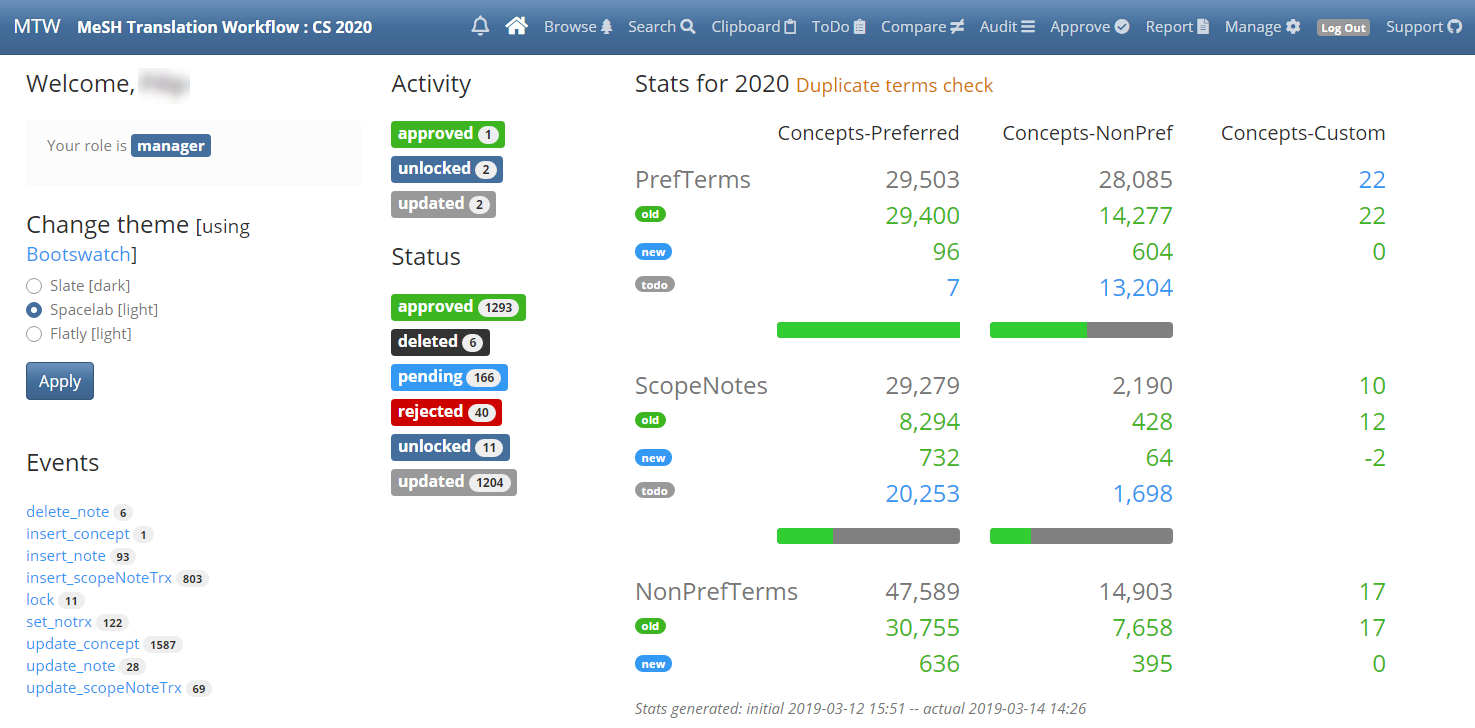 MTW MeSH Translation Workflow : CS 2020 Browse Search Clipboard ToDo Compare Audit Approve Report Manage Log Out Support
Welcome,
Your role is manager
Change theme [using
Bootswatch]
Slate [dark]
Spacelab [light]
Flatly [light]
Apply
Events
delete_note 6
insert_concept 1
insert_note 93
insert_scopeNoteTrx 803
lock 11
set_notrx 122
update_concept 1587
update_note 28
update_scopeNoteTrx 69
Activity
approved 1
unlocked 2
updated 2
Status
approved 1293
deleted 6
pending 166
rejected 40
unlocked 11
updated 1204
Stats for 2020 Duplicate terms check
Concepts-Preferred Concepts-NonPref Concepts-Custom
PrefTerms 29,503 28,085 22
old 29,400 14,277 22
new 96 604 0
todo 7 13,204
ScopeNotes 29,279 2,190 10
old 8,294 428 12
new 732 64 -2
todo 20,253 1,698
NonPrefTerms 47,589 14,903 17
old 30,755 7,658 17
new 636 395 0
Stats generated: initial 2019-03-12 15:51 -- actual 2019-03-14 14:26